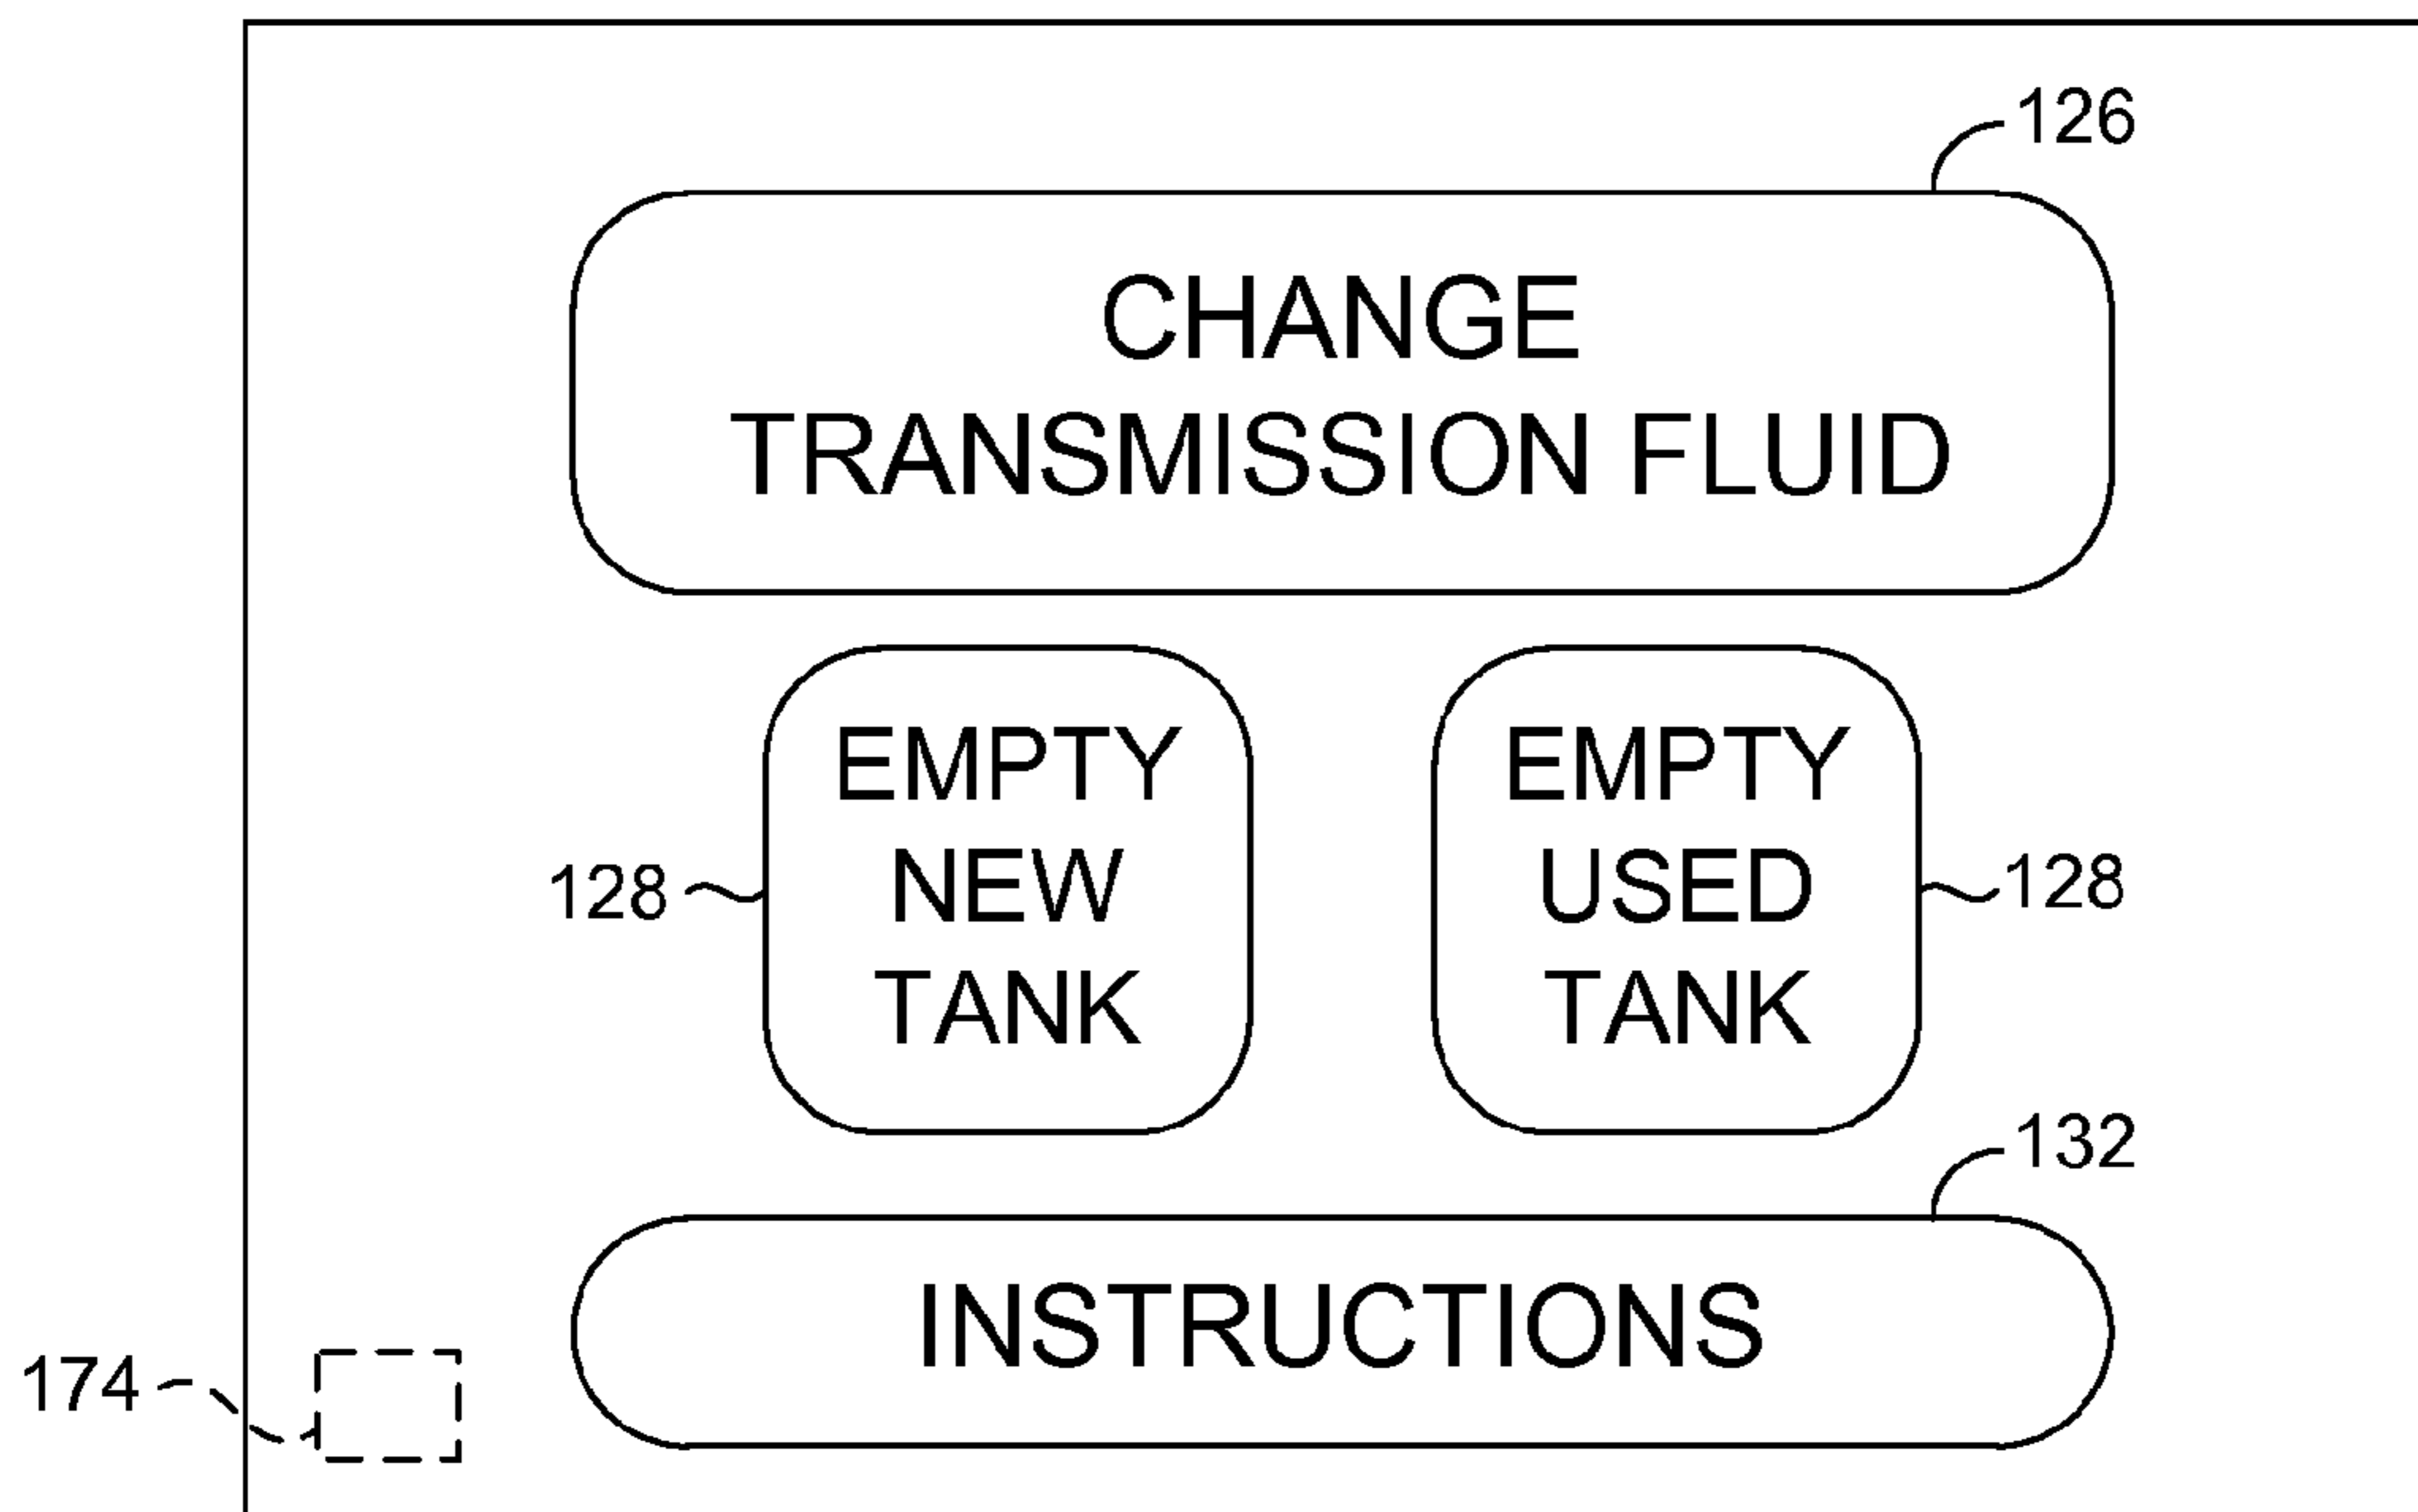 126
CHANGE
TRANSMISSION FLUID
EMPTY
NEW
TANK
128
EMPTY
USED
TANK
128
132
INSTRUCTIONS
174